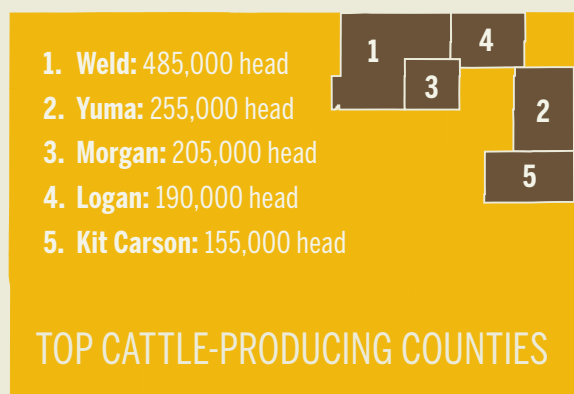 1. Weld: 485,000 head
2. Yuma: 255,000 head
3. Morgan: 205,000 head
4. Logan: 190,000 head
5. Kit Carson: 155,000 head
1
4
3
2
5
TOP CATTLE-PRODUCING COUNTIES